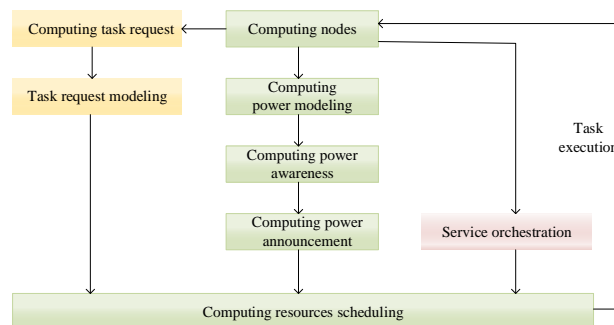 Computing task request
Computing nodes
Task request modeling
Computing
power modeling
Computing power
awareness
Task
execution
Computing power
announcement
Service orchestration
Computing resources scheduling